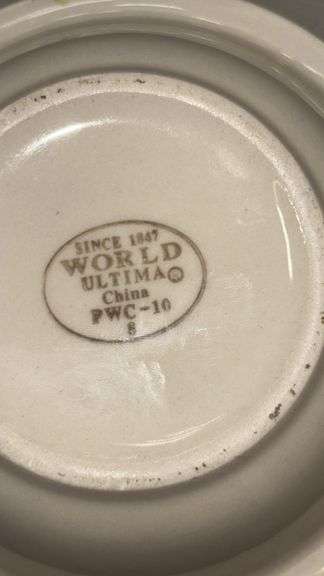 SINCE 1847
WORLD
ULTIMA®
China
PWC-10
8